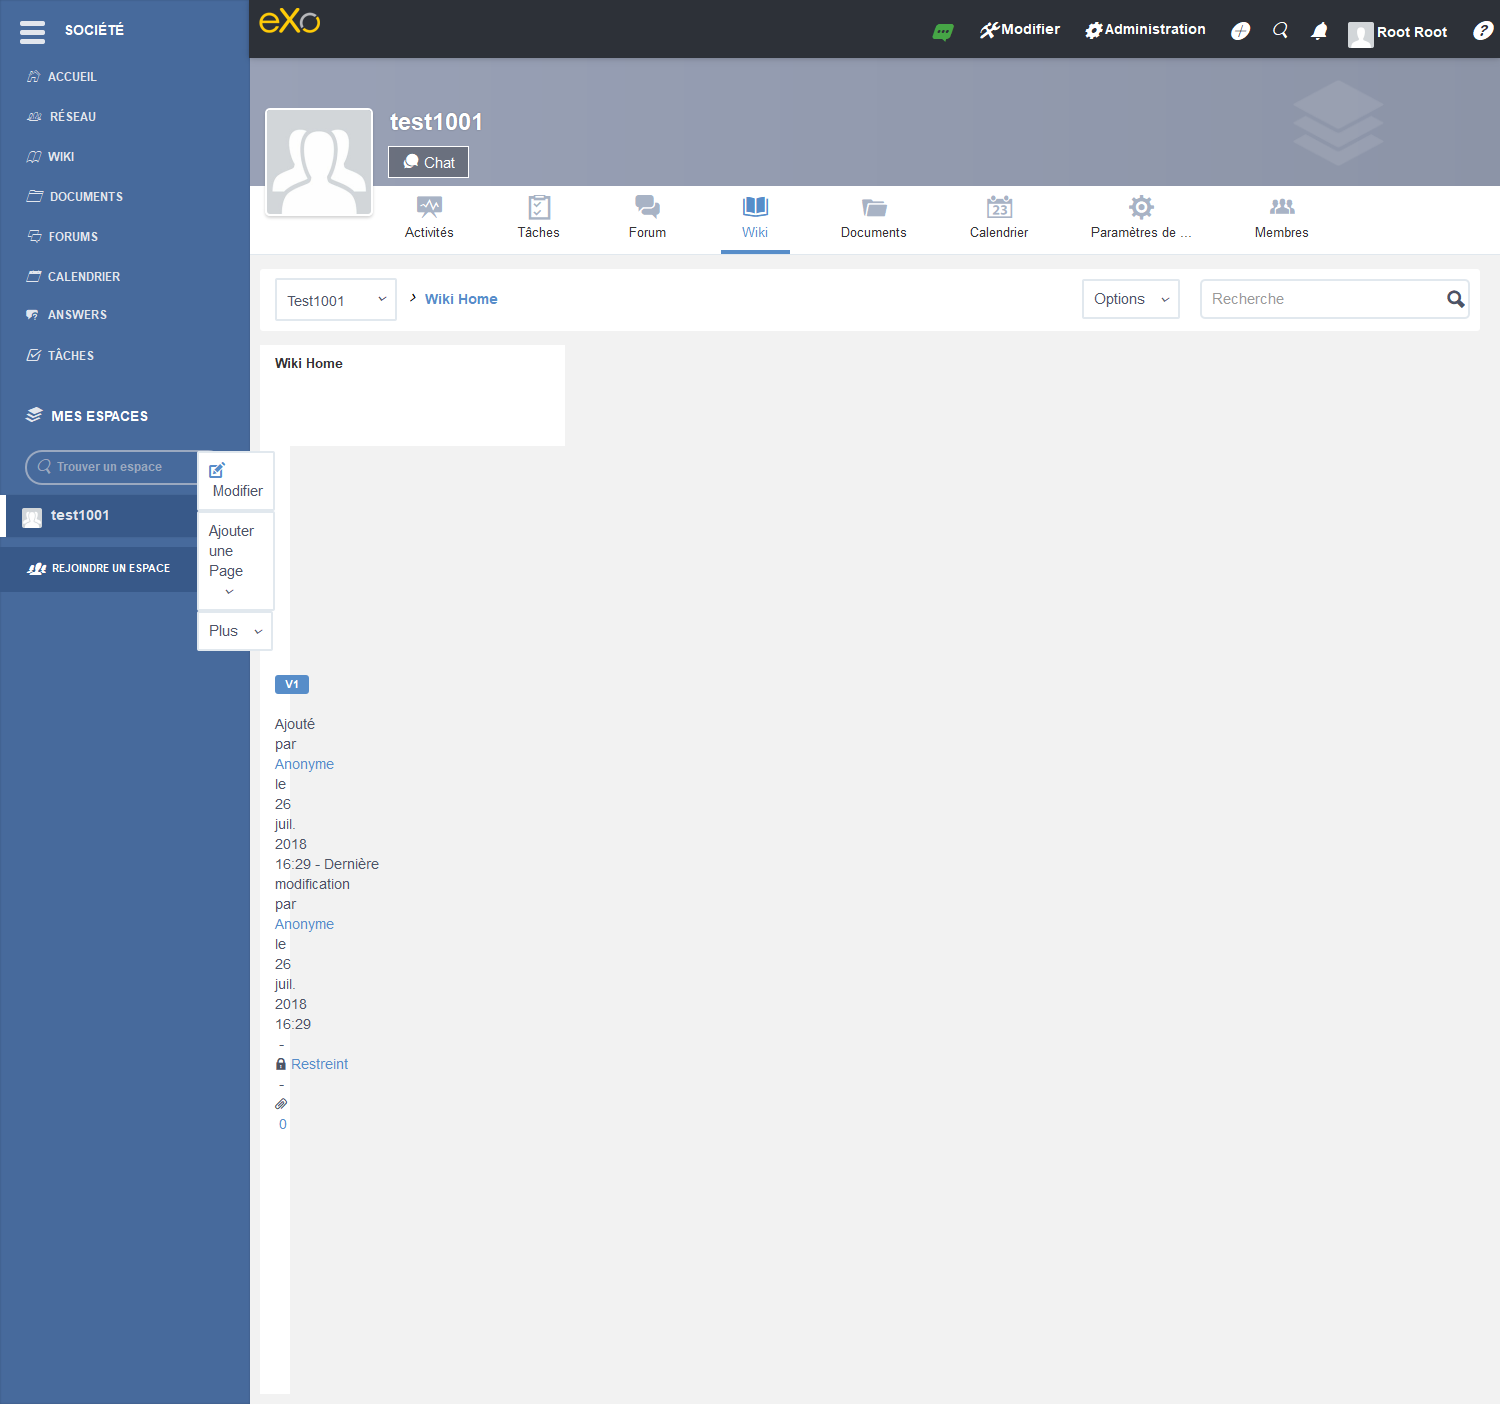 SOCIÉTÉ
eXo
Modifier
Administration
Root Root
?
ACCUEIL
RÉSEAU
WIKI
DOCUMENTS
FORUMS
CALENDRIER
ANSWERS
TÂCHES
MES ESPACES
Trouver un espace
test1001
REJOINDRE UN ESPACE
test1001
Chat
Activités
Tâches
Forum
Wiki
Documents
23
Calendrier
Paramètres de ...
Membres
Test1001
Wiki Home
Options
Recherche
Wiki Home
Modifier
Ajouter
une
Page
Plus
V1
Ajouté
par
Anonyme
le
26
juil.
2018
16:29 - Dernière
modification
par
Anonyme
le
26
juil.
2018
16:29
-
Restreint
-
0